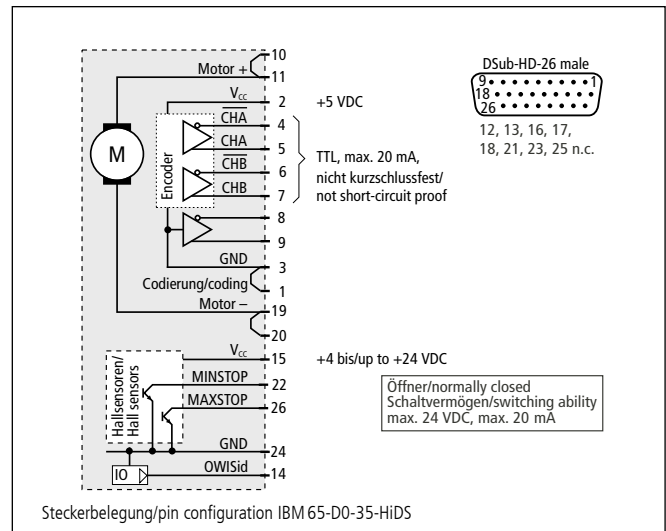 10
Motor +
11
DSub-HD-26 male
9 1
18
26
12, 13, 16, 17,
18, 21, 23, 25 n.c.
Vcc
2
+5 VDC
CHA
4
CHA
5
CHB
6
CHB
7
TTL, max. 20 mA,
nicht kurzschlussfest/
not short-circuit proof
M
Encoder
8
9
GND
3
Codierung/coding
1
Motor –
19
20
Vcc
15
+4 bis/up to +24 VDC
Hallsensoren/
Hall sensors
MINSTOP
22
MAXSTOP
26
Öffner/normally closed
Schaltvermögen/switching ability
max. 24 VDC, max. 20 mA
GND
24
IO
OWISid
14
Steckerbelegung/pin configuration IBM 65-D0-35-HiDS